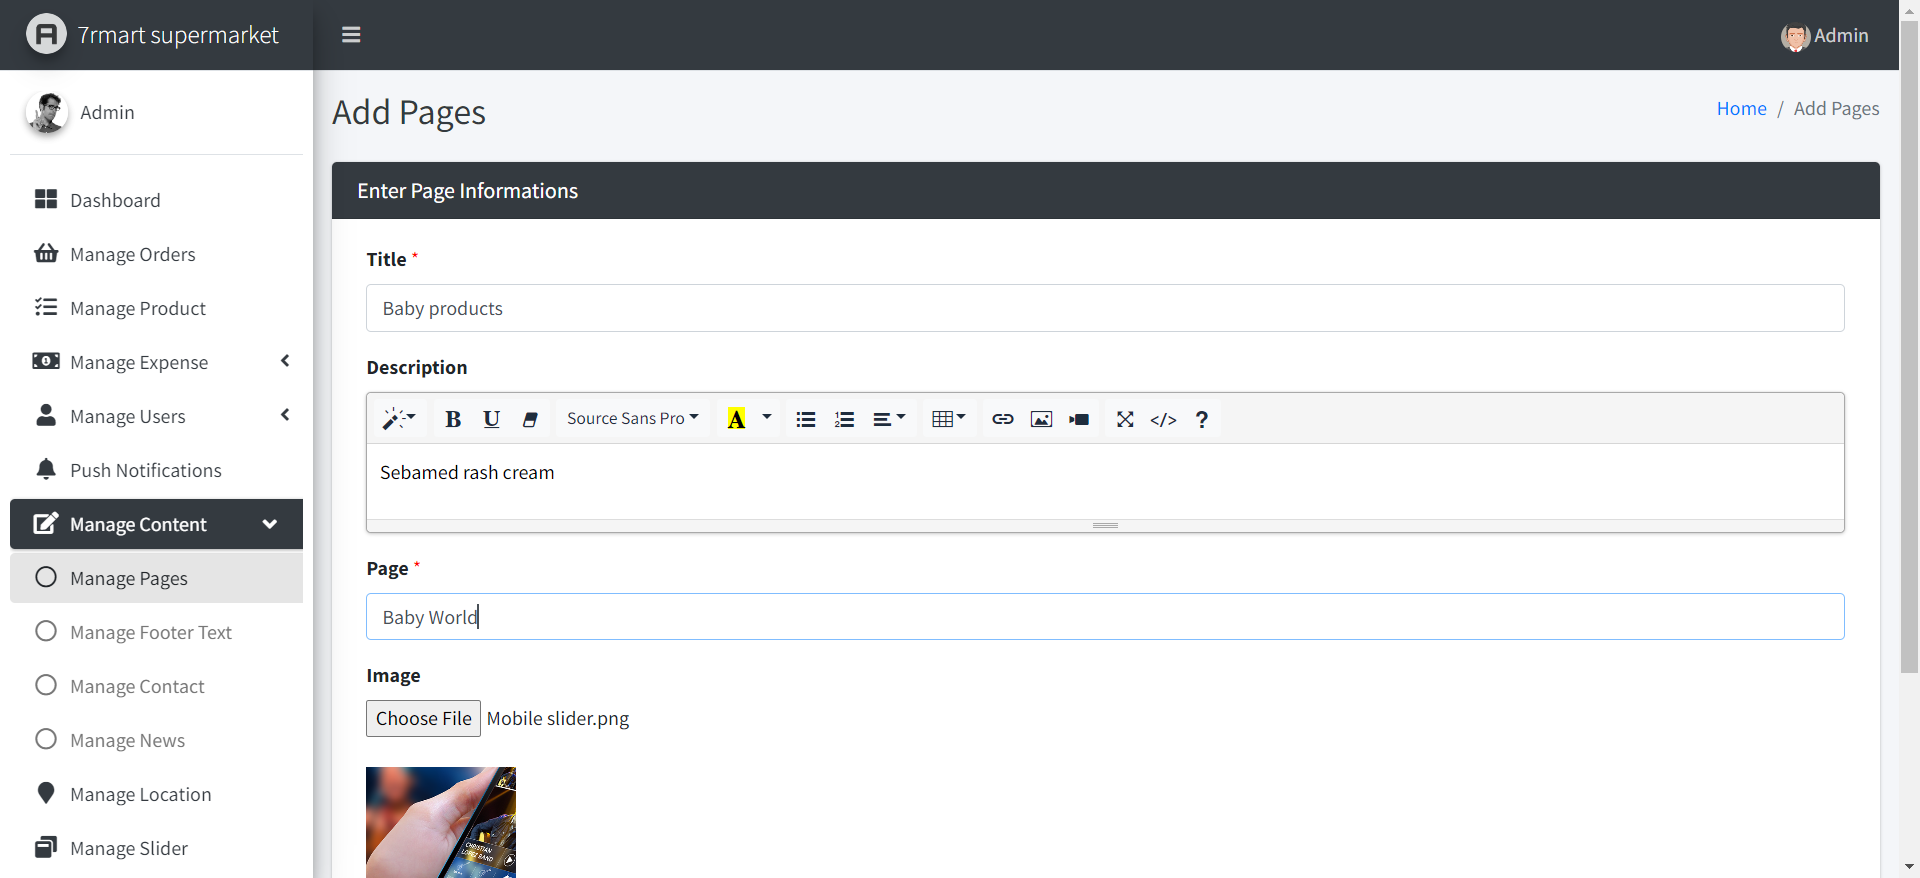 7rmart supermarket
Admin
Admin
Add Pages
Home / Add Pages
Dashboard
Manage Orders
Manage Product
Manage Expense
Manage Users
Push Notifications
Manage Content
Manage Pages
Manage Footer Text
Manage Contact
Manage News
Manage Location
Manage Slider
Enter Page Informations
Title *
Baby products
Description
B U Source Sans Pro A </> ?
Sebamed rash cream
Page *
Baby World
Image
Choose File Mobile slider.png
CHRISTIAN
LOPEZ BAND